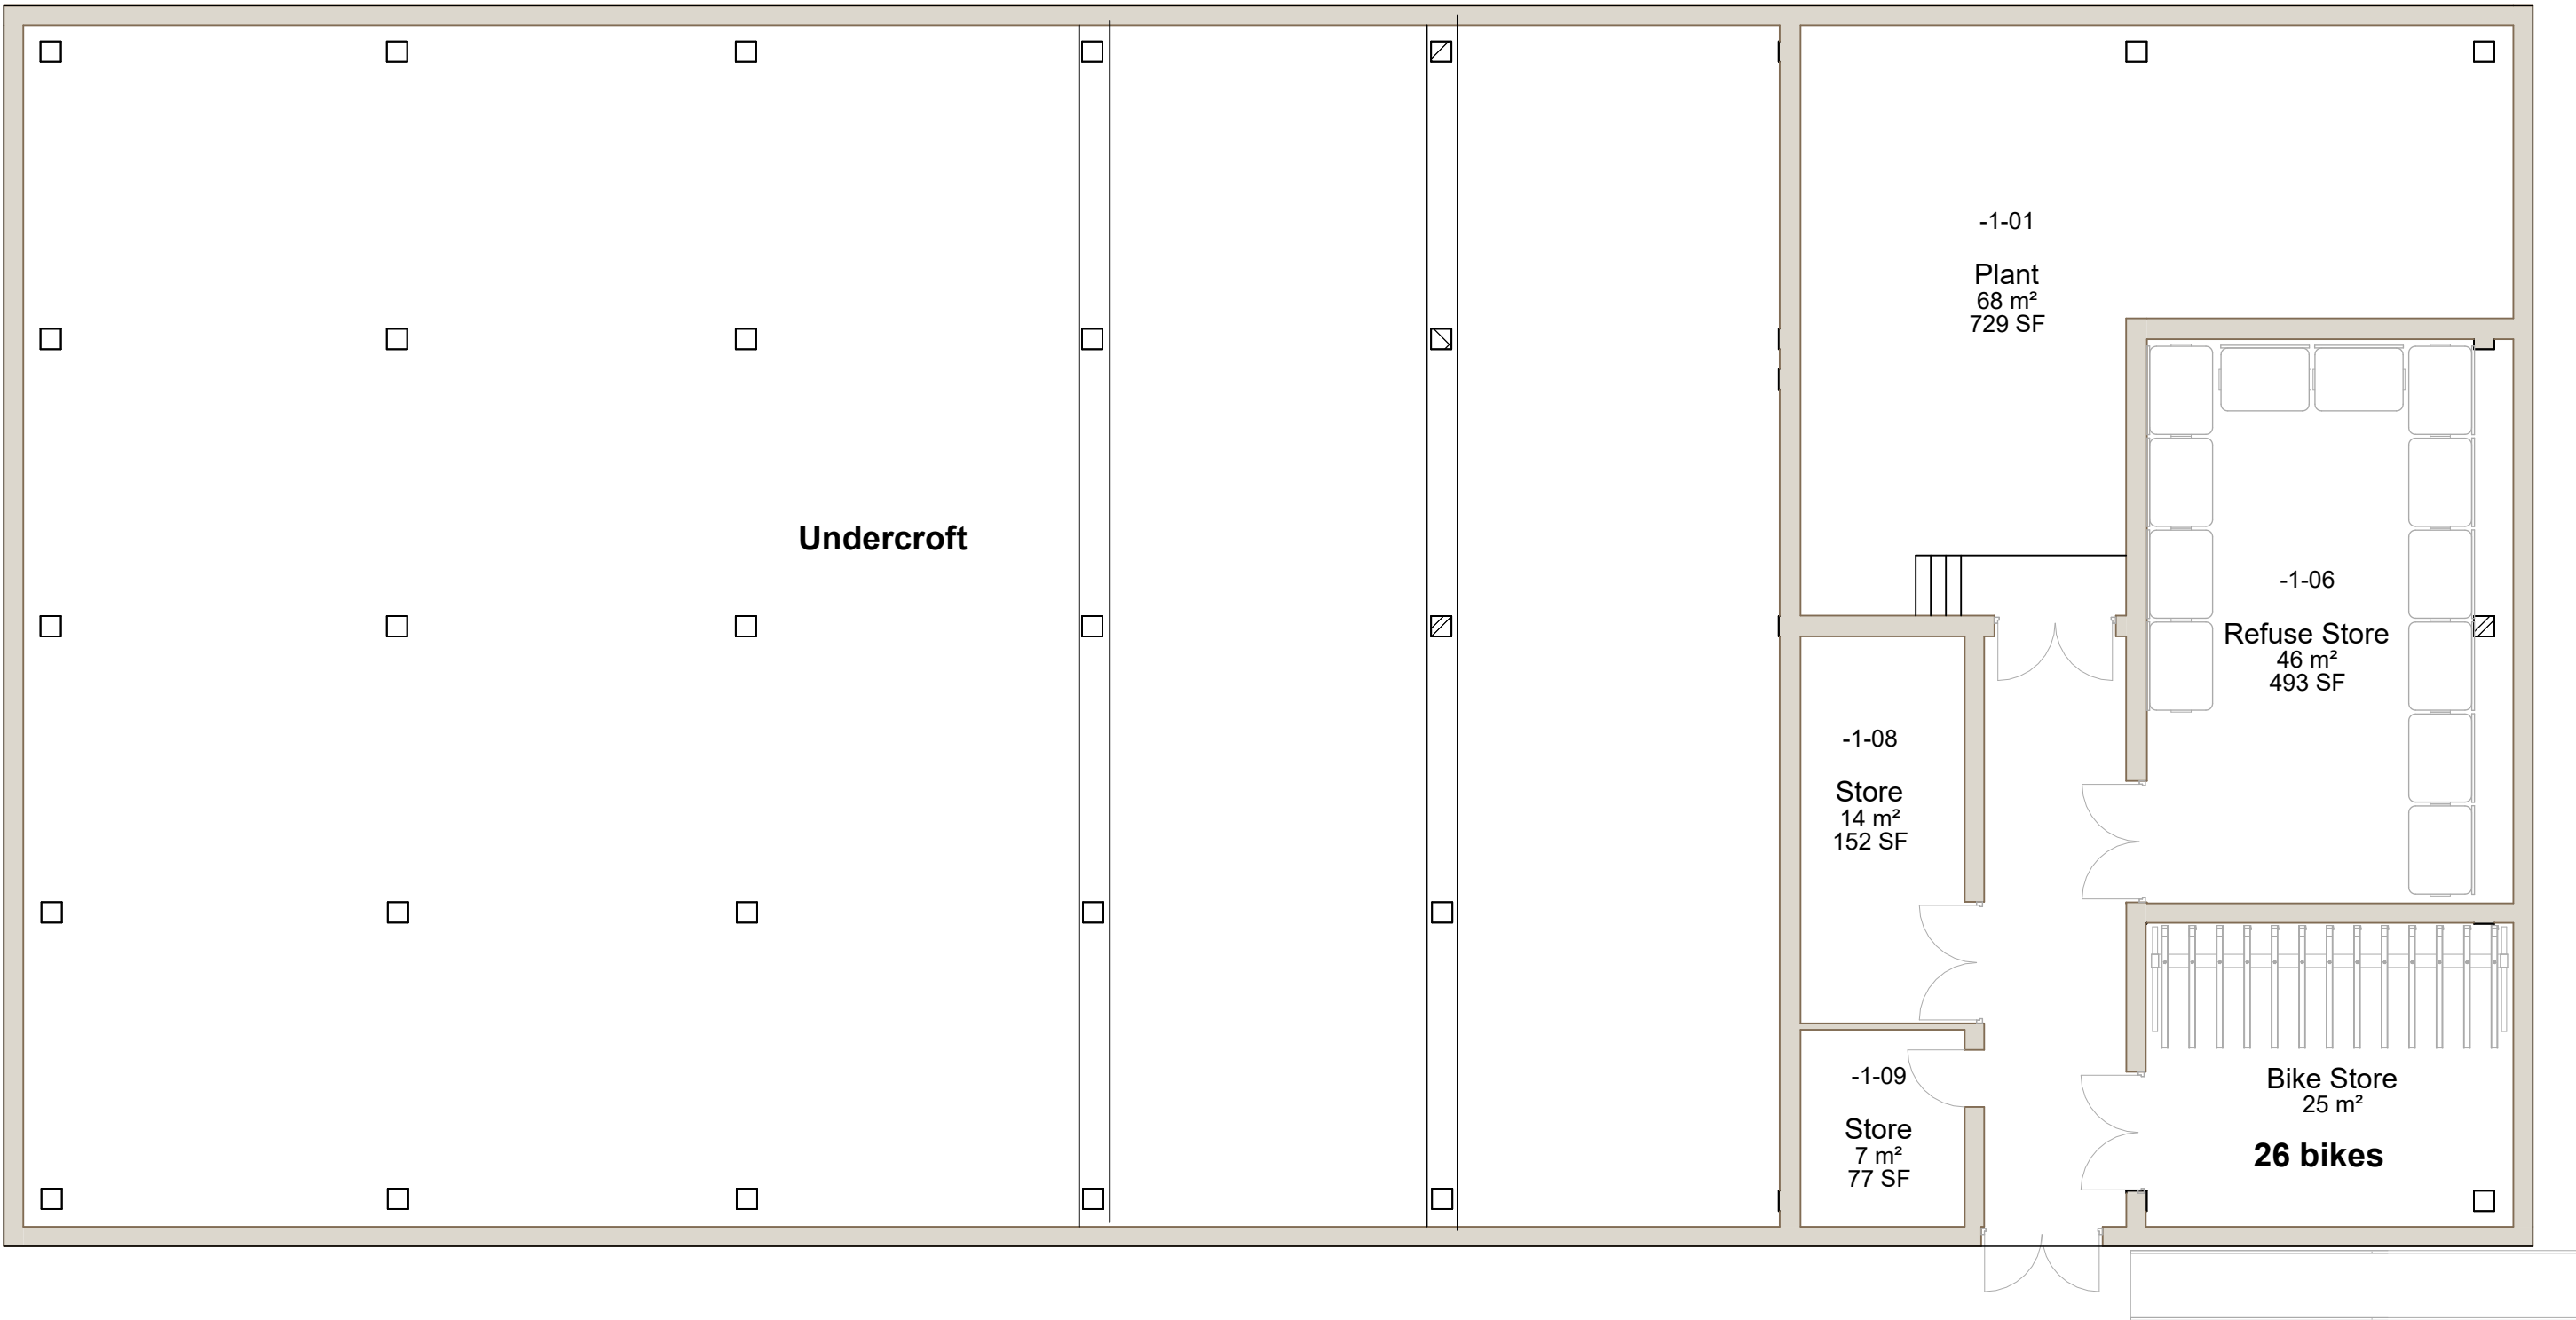 -1-01
Plant
68 m²
729 SF
Undercroft
-1-06
Refuse Store
46 m²
493 SF
-1-08
Store
14 m²
152 SF
-1-09
Store
7 m²
77 SF
Bike Store
25 m²
26 bikes